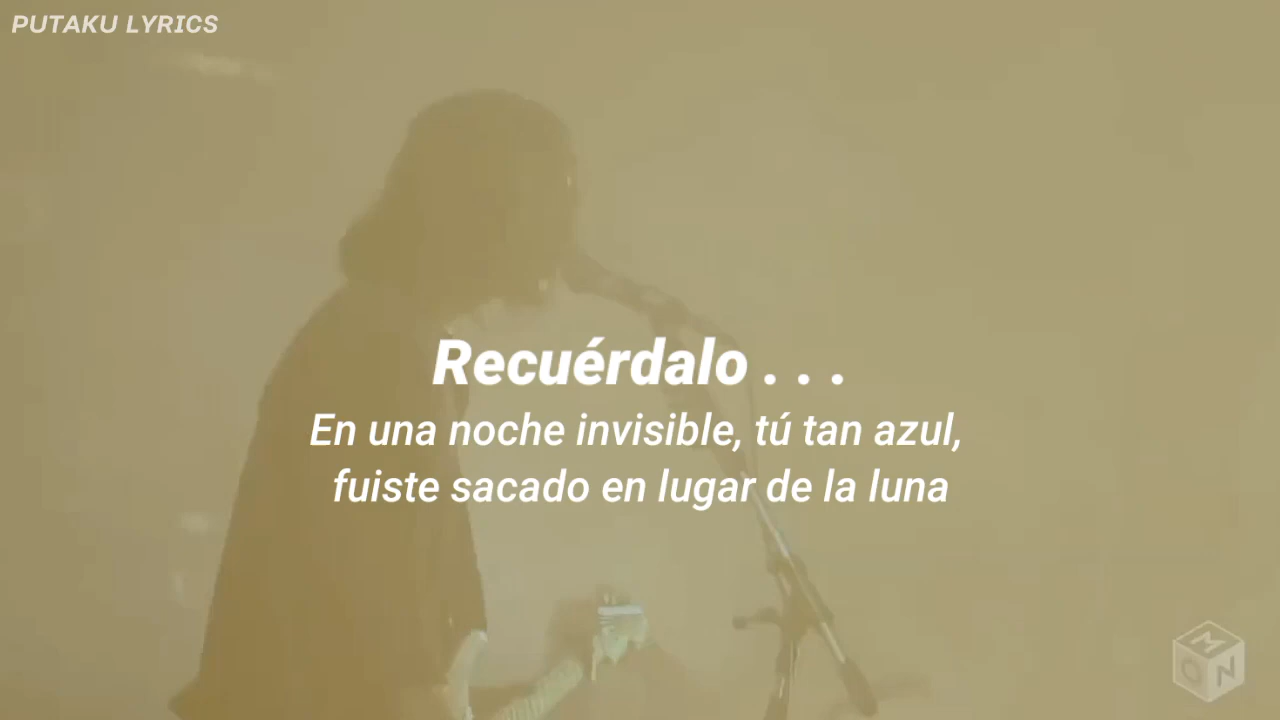 PUTAKU LYRICS
Recuérdalo . . .
En una noche invisible, tú tan azul,
fuiste sacado en lugar de la luna
M
O N